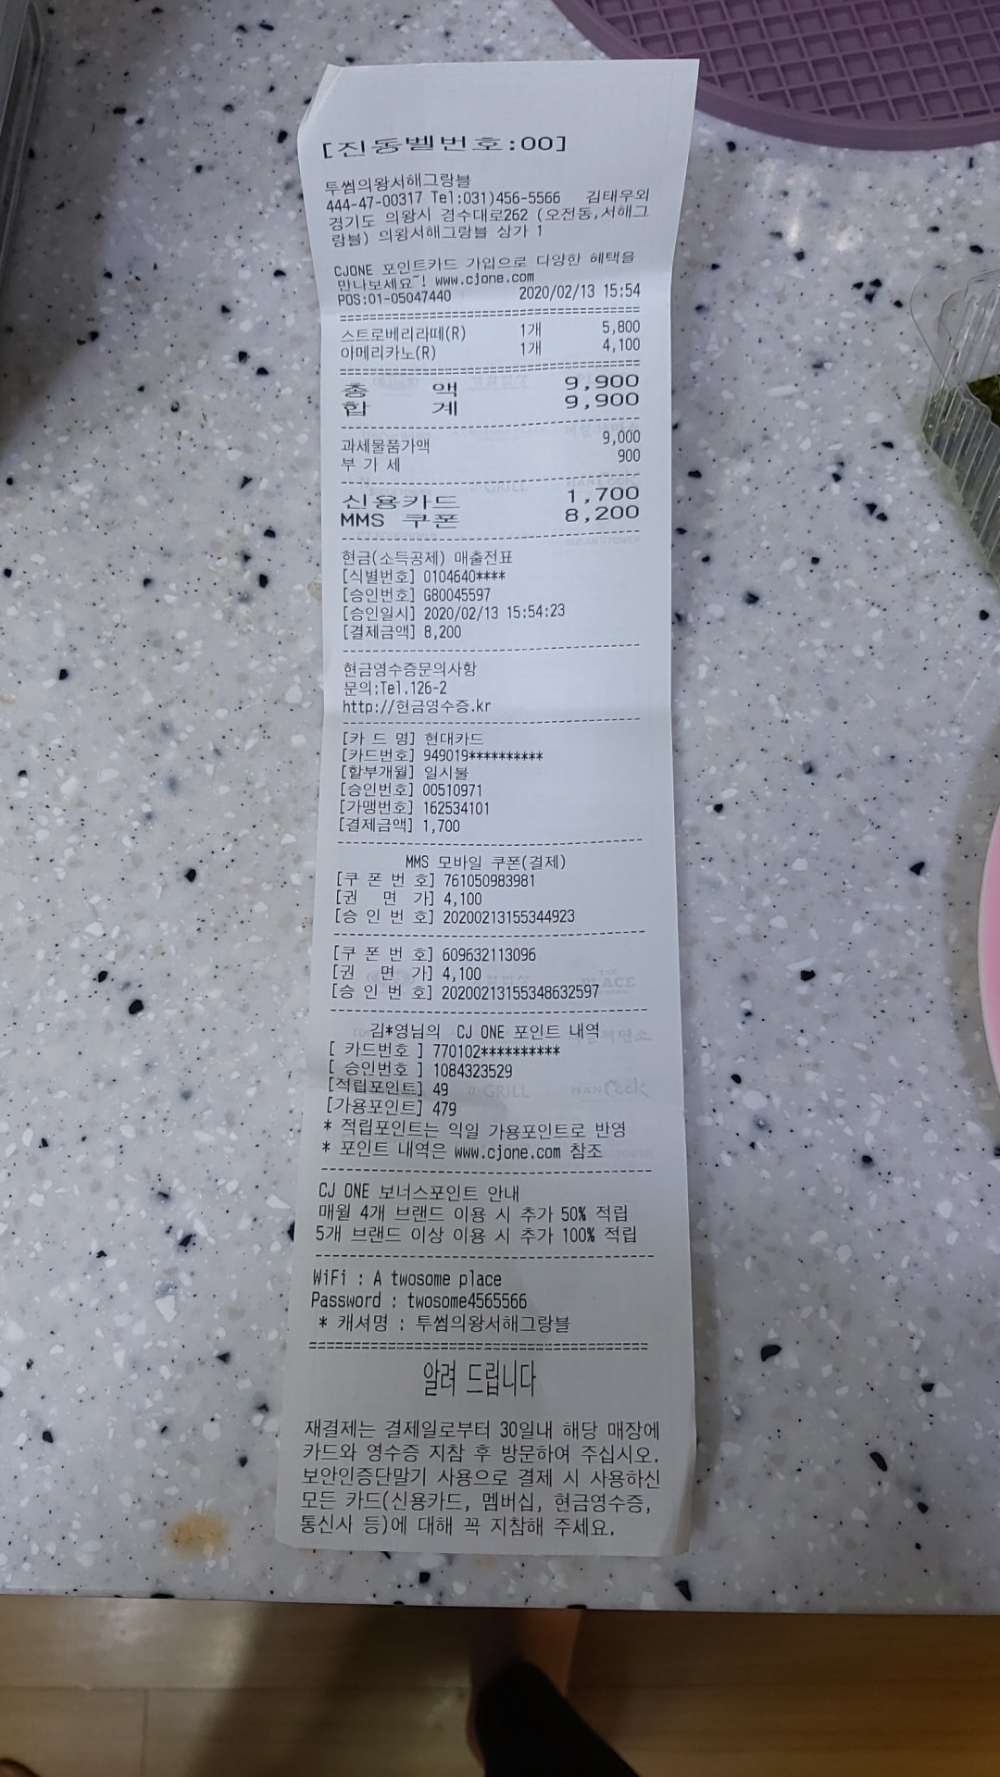 [진동벨번호:00]
투썸의왕서해그랑블
444-47-00317 Tel:031)456-5566 김태우외
경기도 의왕시 경수대로262 (오전동,서해그
랑블) 의왕서해그랑블 상가 1
CJONE 포인트카드 가입으로 다양한 혜택을
만나보세요~! www.cjone.com
POS:01-05047440 2020/02/13 15:54
스트로베리라떼(R) 1개 5,800
아메리카노(R) 1개 4,100
총 액 9,900
합 계 9,900
과세물품가액 9,000
부 가 세 900
신용카드 1,700
MMS 쿠폰 8,200
현금(소득공제) 매출전표
[식별번호] 0104640****
[승인번호] G80045597
[승인일시] 2020/02/13 15:54:23
[결제금액] 8,200
현금영수증문의사항
문의:Tel.126-2
http://현금영수증.kr
[카 드 명] 현대카드
[카드번호] 949019**********
[할부개월] 일시불
[승인번호] 00510971
[가맹번호] 162534101
[결제금액] 1,700
MMS 모바일 쿠폰(결제)
[쿠 폰 번 호] 761050983981
[권 면 가] 4,100
[승 인 번 호] 20200213155344923
[쿠 폰 번 호] 609632113096
[권 면 가] 4,100
[승 인 번 호] 20200213155348632597
김*영님의 CJ ONE 포인트 내역
[ 카드번호 ] 770102**********
[ 승인번호 ] 1084323529
[적립포인트] 49
[가용포인트] 479
* 적립포인트는 익일 가용포인트로 반영
* 포인트 내역은 www.cjone.com 참조
CJ ONE 보너스포인트 안내
매월 4개 브랜드 이용 시 추가 50% 적립
5개 브랜드 이상 이용 시 추가 100% 적립
WiFi : A twosome place
Password : twosome4565566
* 캐셔명 : 투썸의왕서해그랑블
알려 드립니다
재결제는 결제일로부터 30일내 해당 매장에
카드와 영수증 지참 후 방문하여 주십시오.
보안인증단말기 사용으로 결제 시 사용하신
모든 카드(신용카드, 멤버십, 현금영수증,
통신사 등)에 대해 꼭 지참해 주세요.